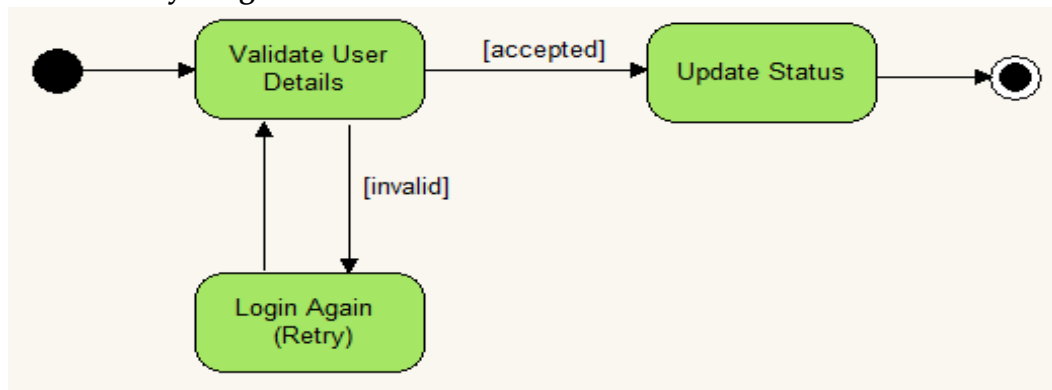 Validate User
Details
[accepted]
Update Status
[invalid]
Login Again
(Retry)